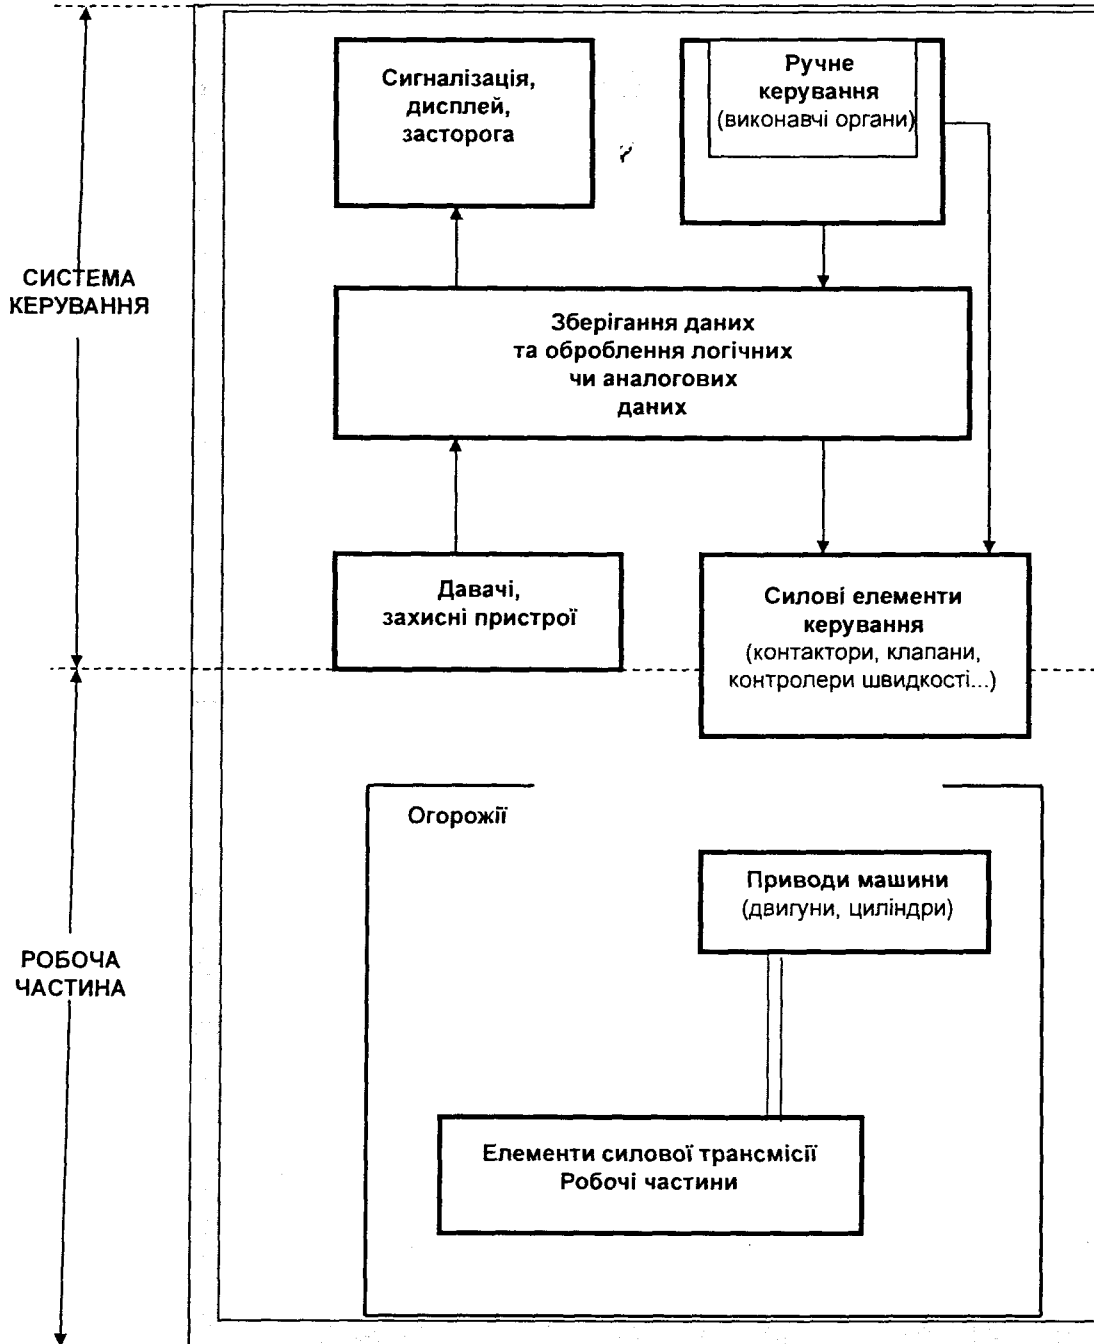 Сигналізація,
дисплей,
засторога
Ручне
керування
(виконавчі органи)
СИСТЕМА
КЕРУВАННЯ
Зберігання даних
та оброблення логічних
чи аналогових
даних
Давачі,
захисні пристрої
Силові елементи
керування
(контактори, клапани,
контролери швидкості...)
Огорожії
Приводи машини
(двигуни, циліндри)
РОБОЧА
ЧАСТИНА
Елементи силової трансмісії
Робочі частини